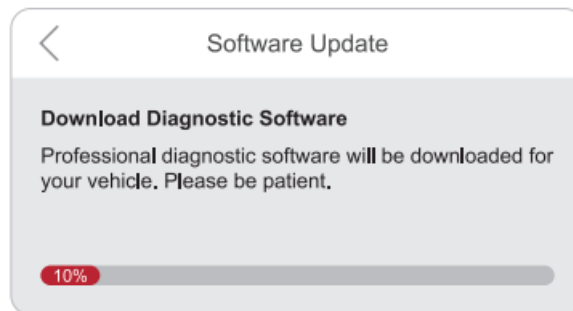 Software Update
Download Diagnostic Software
Professional diagnostic software will be downloaded for
your vehicle. Please be patient.
10%